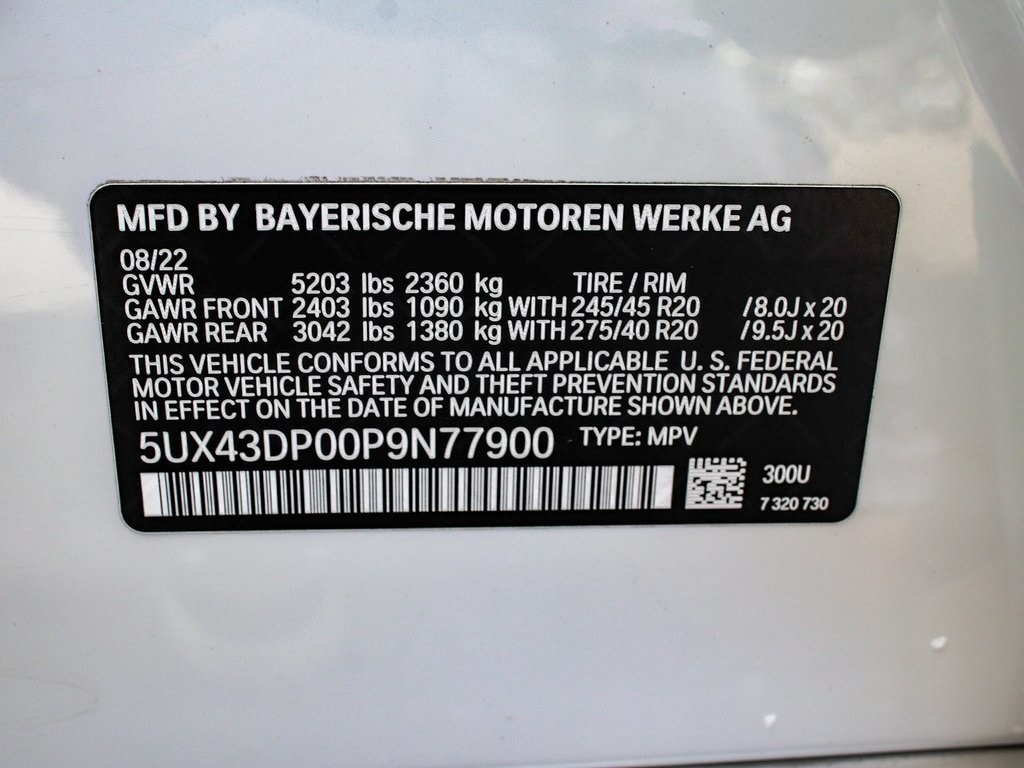 MFD BY BAYERISCHE MOTOREN WERKE AG
08/22
GVWR 5203 lbs 2360 kg TIRE / RIM
GAWR FRONT 2403 lbs 1090 kg WITH 245/45 R20 /8.0J x 20
GAWR REAR 3042 lbs 1380 kg WITH 275/40 R20 /9.5J x 20
THIS VEHICLE CONFORMS TO ALL APPLICABLE U. S. FEDERAL
MOTOR VEHICLE SAFETY AND THEFT PREVENTION STANDARDS
IN EFFECT ON THE DATE OF MANUFACTURE SHOWN ABOVE.
5UX43DP00P9N77900 TYPE: MPV
300U
7 320 730